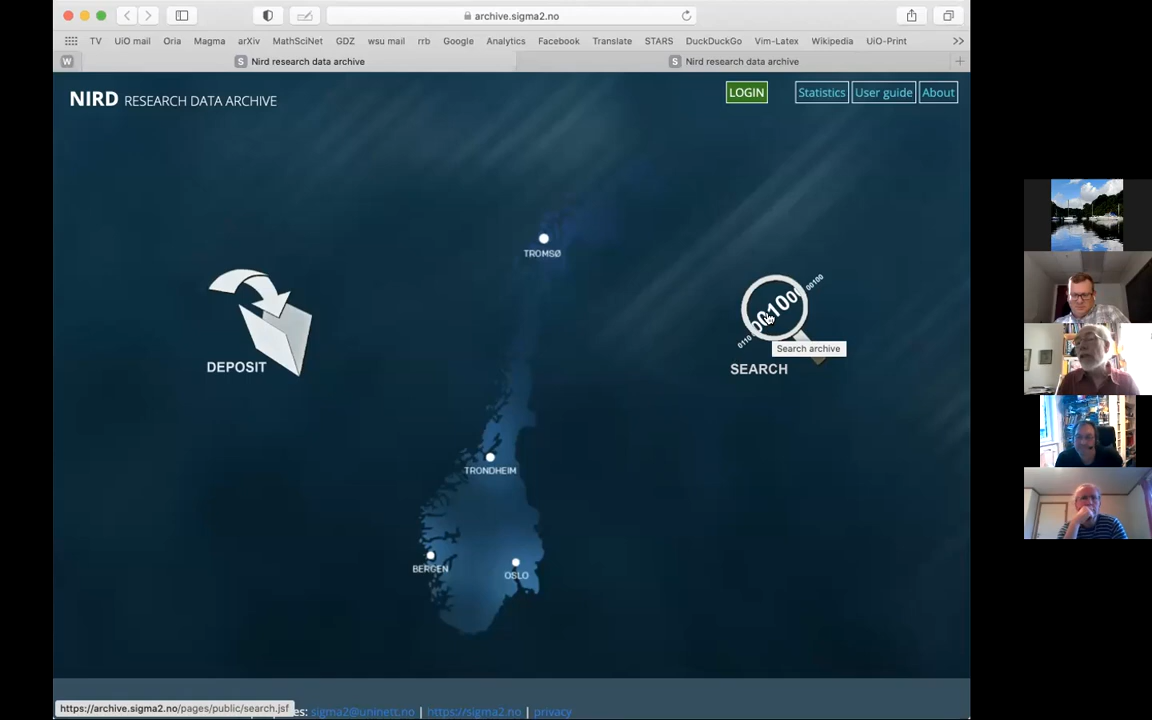 archive.sigma2.no
TV UiO mail Oria Magma arXiv MathSciNet GDZ wsu mail rrb Google Analytics Facebook Translate STARS DuckDuckGo Vim-Latex Wikipedia UiO-Print >>
W S Nird research data archive S Nird research data archive +
NIRD RESEARCH DATA ARCHIVE
LOGIN Statistics User guide About
TROMSØ
00100
0110
Search archive
DEPOSIT
SEARCH
TRONDHEIM
BERGEN
OSLO
https://archive.sigma2.no/pages/public/search.jsf
sigma2@uninett.no | https://sigma2.no | privacy